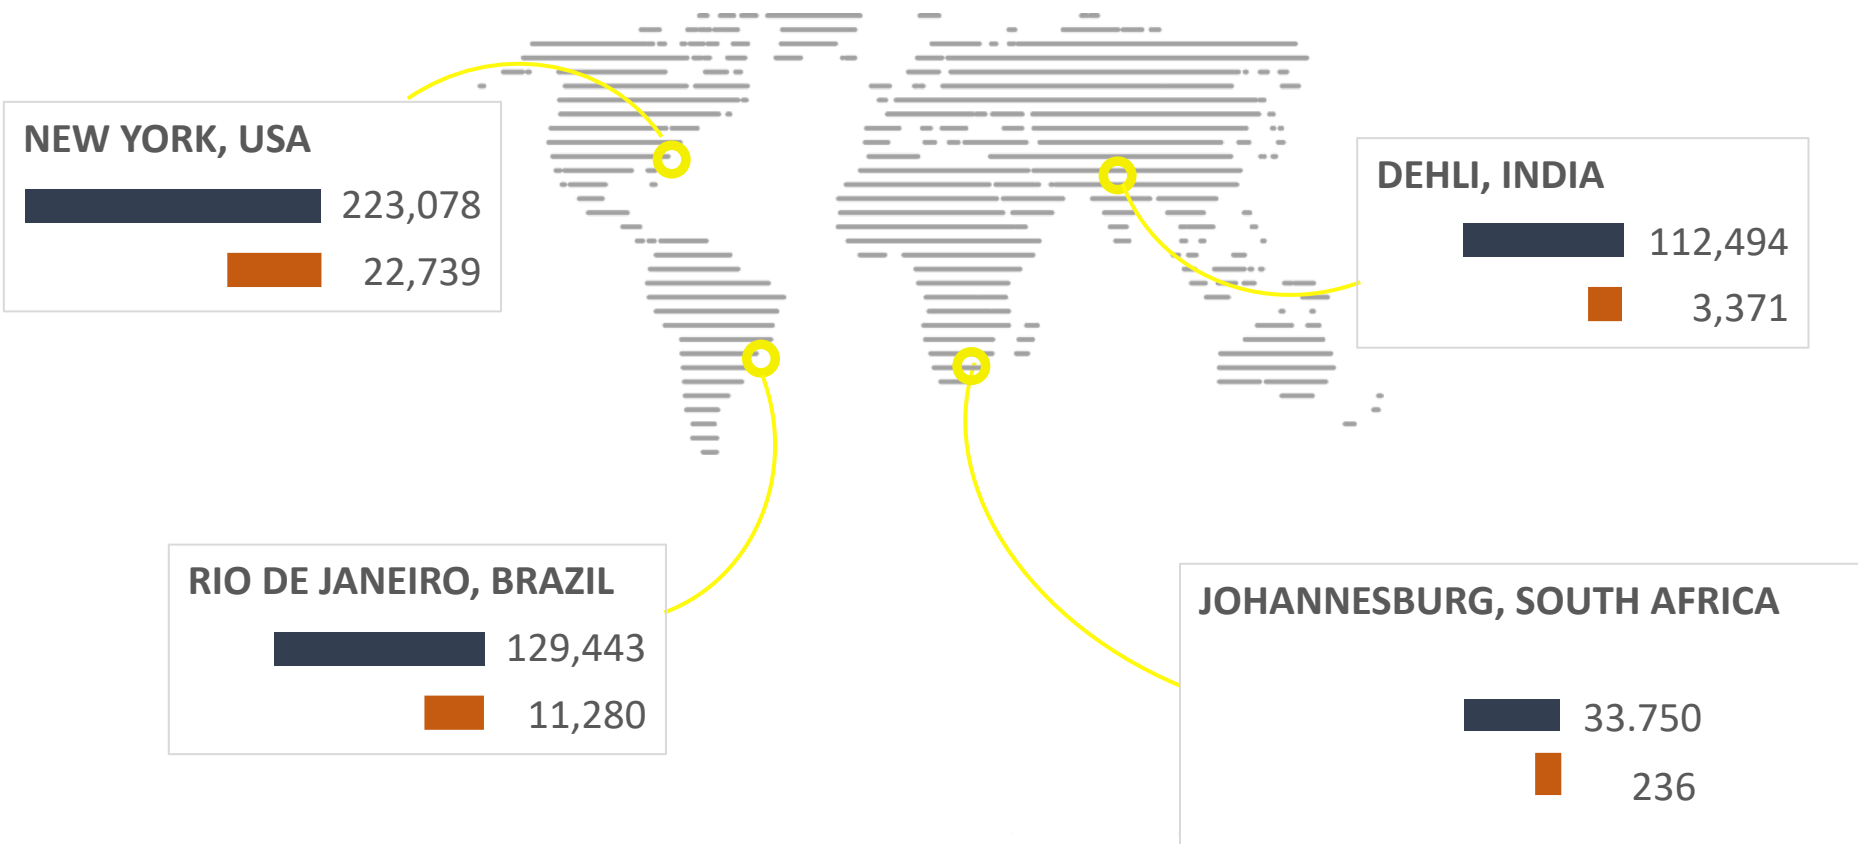 NEW YORK, USA
223,078
22,739
DEHLI, INDIA
112,494
3,371
RIO DE JANEIRO, BRAZIL
129,443
11,280
JOHANNESBURG, SOUTH AFRICA
33.750
236